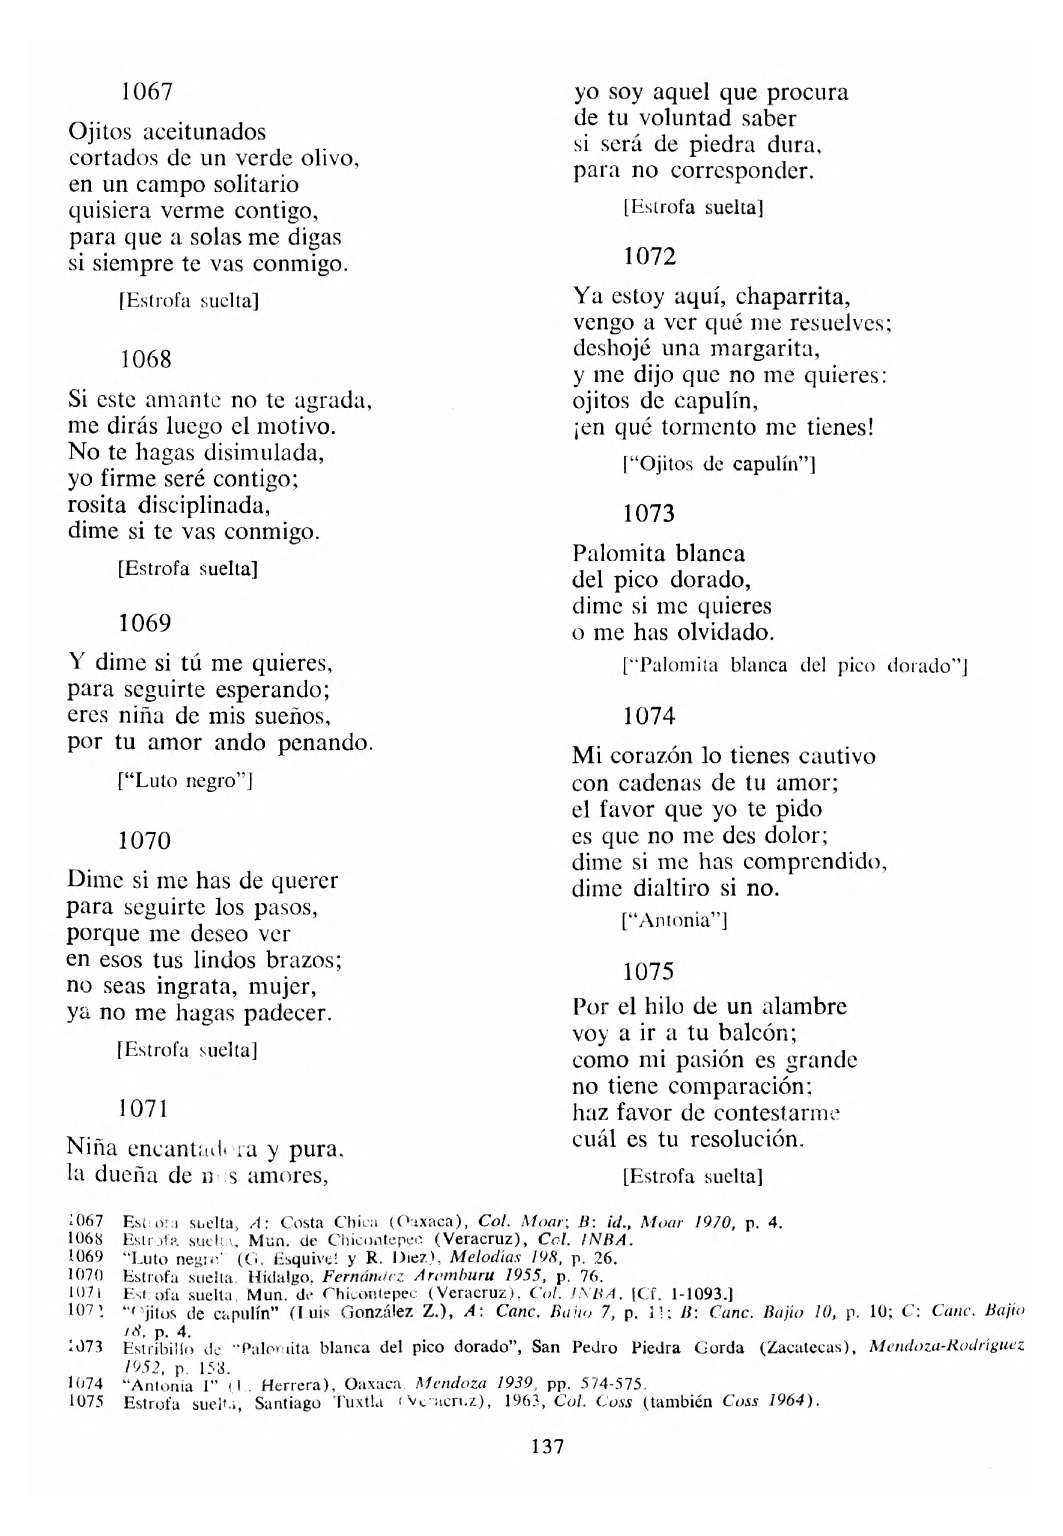 1067
Ojitos aceitunados
cortados de un verde olivo,
en un campo solitario
quisiera verme contigo,
para que a solas me digas
si siempre te vas conmigo.
[Estrofa suelta]
1068
Si este amante no te agrada,
me dirás luego el motivo.
No te hagas disimulada,
yo firme seré contigo;
rosita disciplinada,
dime si te vas conmigo.
[Estrofa suelta]
1069
Y dime si tú me quieres,
para seguirte esperando;
eres niña de mis sueños,
por tu amor ando penando.
["Luto negro"]
1070
Dime si me has de querer
para seguirte los pasos,
porque me deseo ver
en esos tus lindos brazos;
no seas ingrata, mujer,
ya no me hagas padecer.
[Estrofa suelta]
1071
Niña encantadora y pura,
la dueña de mis amores,
yo soy aquel que procura
de tu voluntad saber
si será de piedra dura,
para no corresponder.
[Estrofa suelta]
1072
Ya estoy aquí, chaparrita,
vengo a ver qué me resuelves;
deshojé una margarita,
y me dijo que no me quieres:
ojitos de capulín,
¡en qué tormento me tienes!
["Ojitos de capulín"]
1073
Palomita blanca
del pico dorado,
dime si me quieres
o me has olvidado.
["Palomita blanca del pico dorado"]
1074
Mi corazón lo tienes cautivo
con cadenas de tu amor;
el favor que yo te pido
es que no me des dolor;
dime si me has comprendido,
dime dialtiro si no.
["Antonia"]
1075
Por el hilo de un alambre
voy a ir a tu balcón;
como mi pasión es grande
no tiene comparación;
haz favor de contestarme
cuál es tu resolución.
[Estrofa suelta]
1067 Estrofa suelta, A: Costa Chica (Oaxaca), Col. Moar; B: id., Moar 1970, p. 4.
1068 Estrofa suelta, Mun. de Chicontepec (Veracruz), Col. INBA.
1069 "Luto negro" (G. Esquivel y R. Diez), Melodías 198, p. 26.
1070 Estrofa suelta, Hidalgo, Fernández Aramburu 1955, p. 76.
1071 Estrofa suelta, Mun. de Chicontepec (Veracruz), Col. INBA. [Cf. 1-1093.]
1072 "Ojitos de capulín" (Luis González Z.), A: Canc. Bajío 7, p. 11; B: Canc. Bajío 10, p. 10; C: Canc. Bajío
18, p. 4.
1073 Estribillo de "Palomita blanca del pico dorado", San Pedro Piedra Gorda (Zacatecas), Mendoza-Rodríguez
1952, p. 158.
1074 "Antonia I" Herrera), Oaxaca, Mendoza 1939, pp. 574-575.
1075 Estrofa suelta, Santiago Tuxtla (Veracruz), 1963, Col. Coss (también Coss 1964).
137